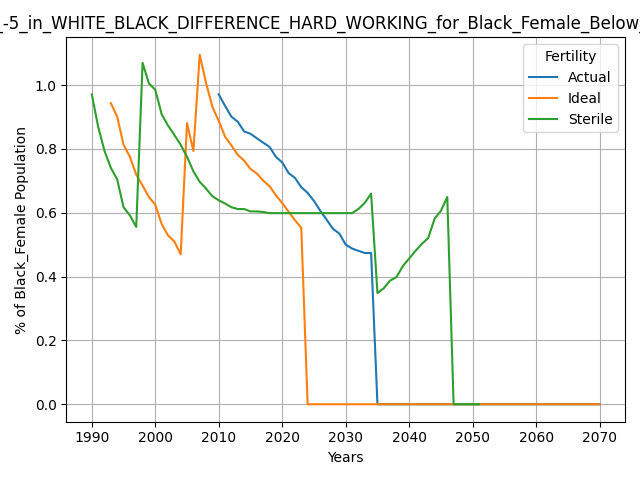 _-5_in_WHITE_BLACK_DIFFERENCE_HARD_WORKING_for_Black_Female_Below_
Fertility
Actual
Ideal
Sterile
% of Black_Female Population
1.0
0.8
0.6
0.4
0.2
0.0
1990 2000 2010 2020 2030 2040 2050 2060 2070
Years